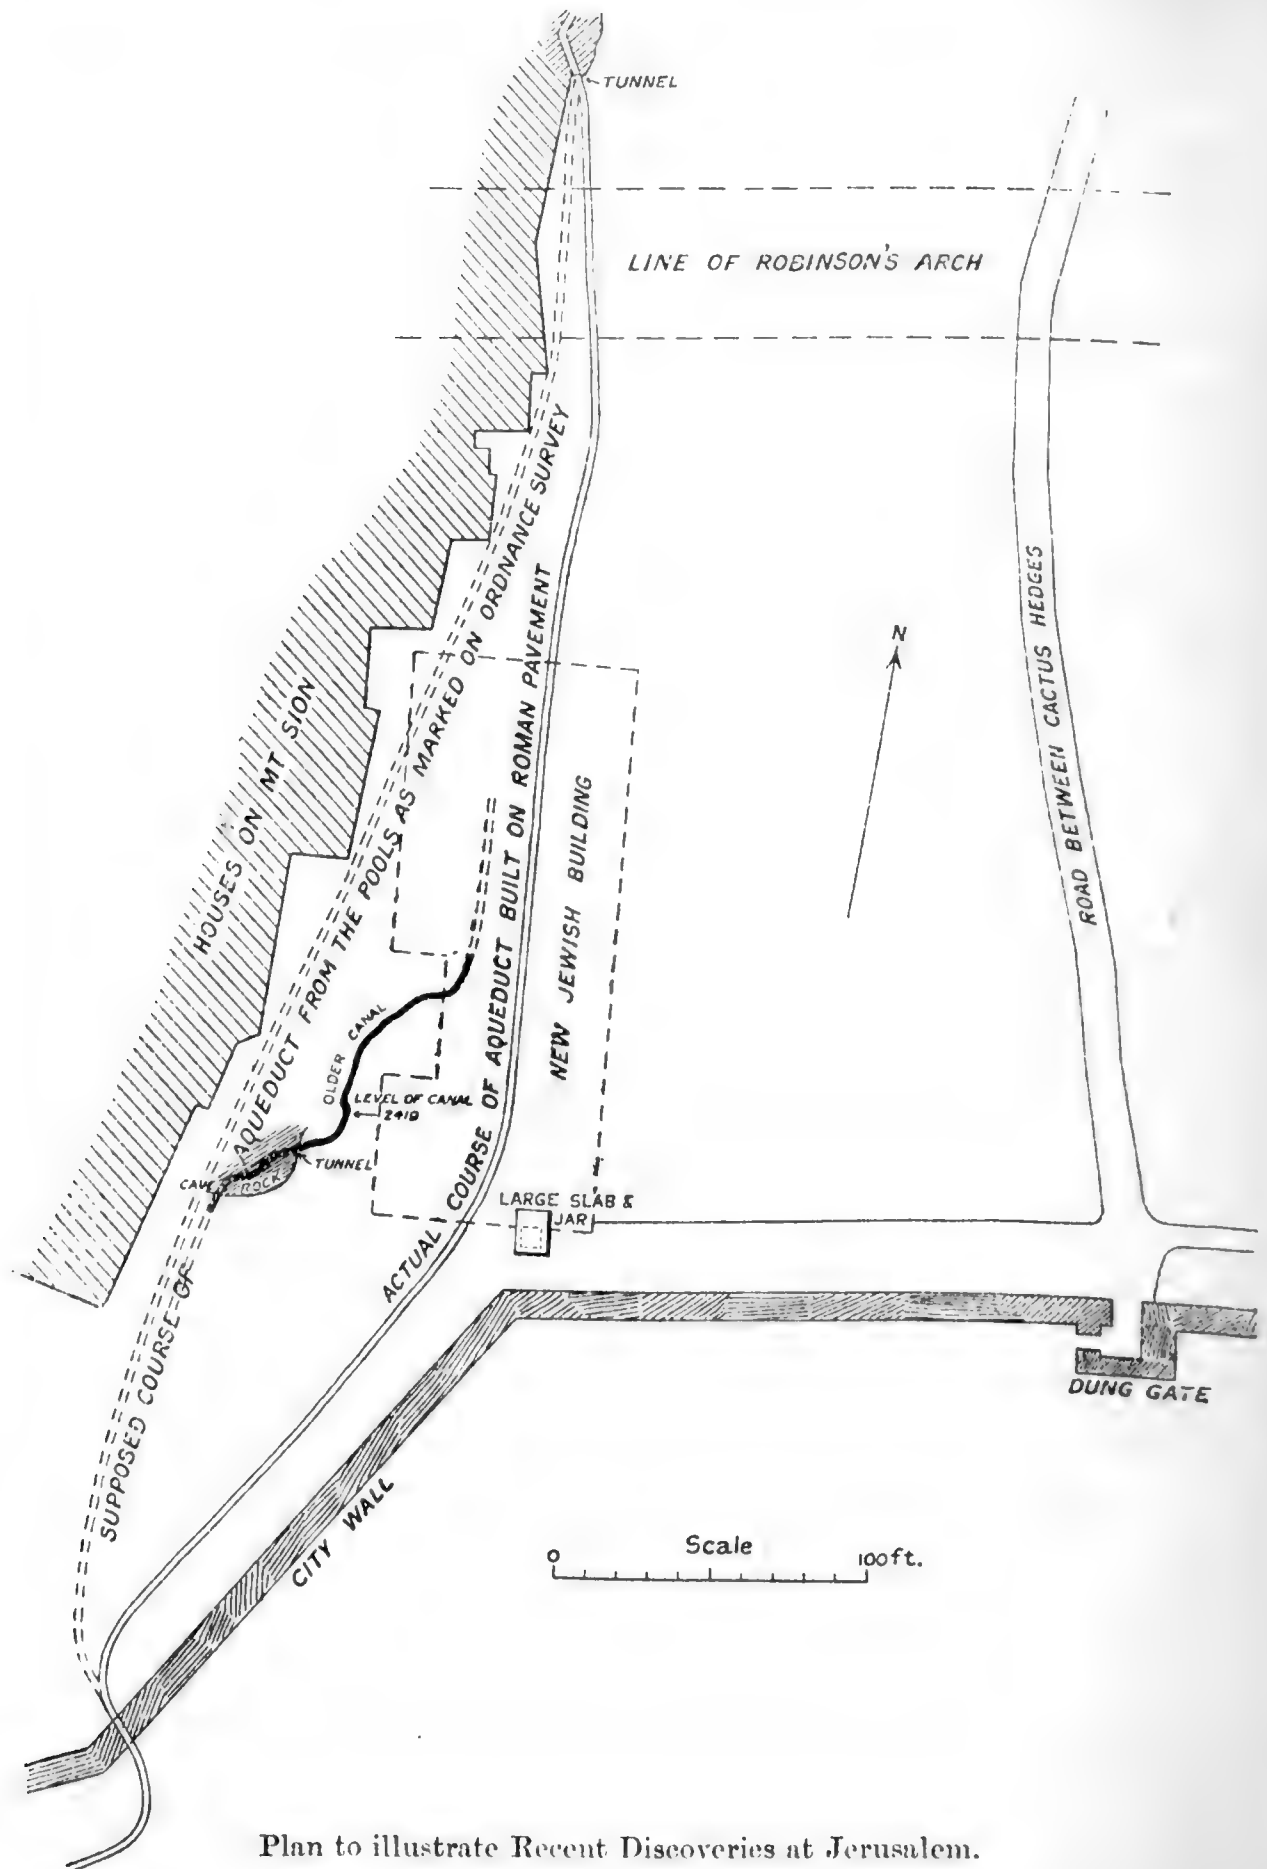 TUNNEL
LINE OF ROBINSON'S ARCH
HOUSES ON MT SION
SUPPOSED COURSE OF AQUEDUCT FROM THE POOLS AS MARKED ON ORDNANCE SURVEY
ACTUAL COURSE OF AQUEDUCT BUILT ON ROMAN PAVEMENT
N
ROAD BETWEEN CACTUS HEDGES
NEW JEWISH BUILDING
OLDER CANAL
LEVEL OF CANAL
2419
TUNNEL
CAVE
ROCK
LARGE SLAB &
JAR
DUNG GATE
CITY WALL
Scale
0 100 ft.
Plan to illustrate Recent Discoveries at Jerusalem.